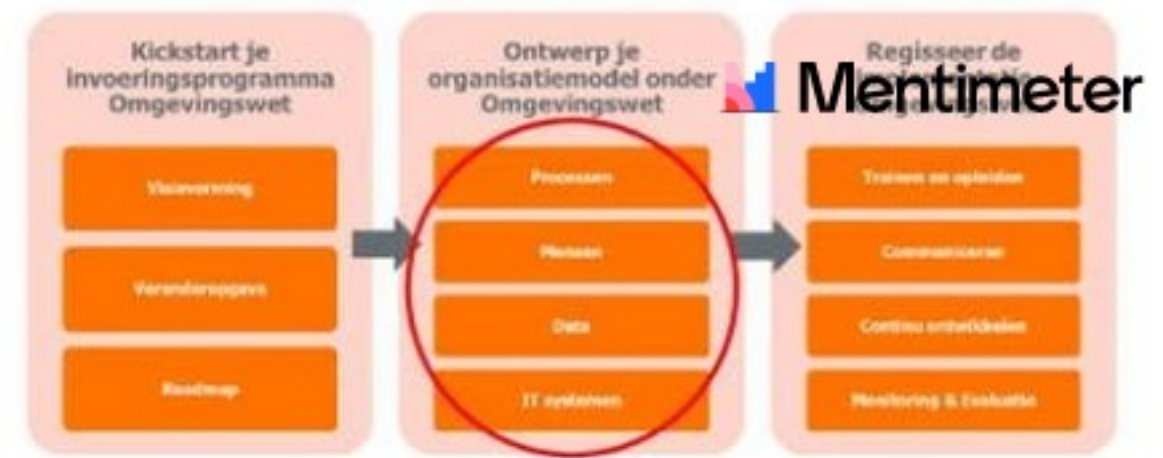 Kickstart je
invoeringsprogramma
Omgevingswet
Visievorming
Veranderopgave
Roadmap
Ontwerp je
organisatiemodel onder
Omgevingswet
Processen
Mensen
Data
IT systemen
Regisseer de
Mentimeter
Trainen en opleiden
Communiceren
Continu ontwikkelen
Monitoring & Evaluatie